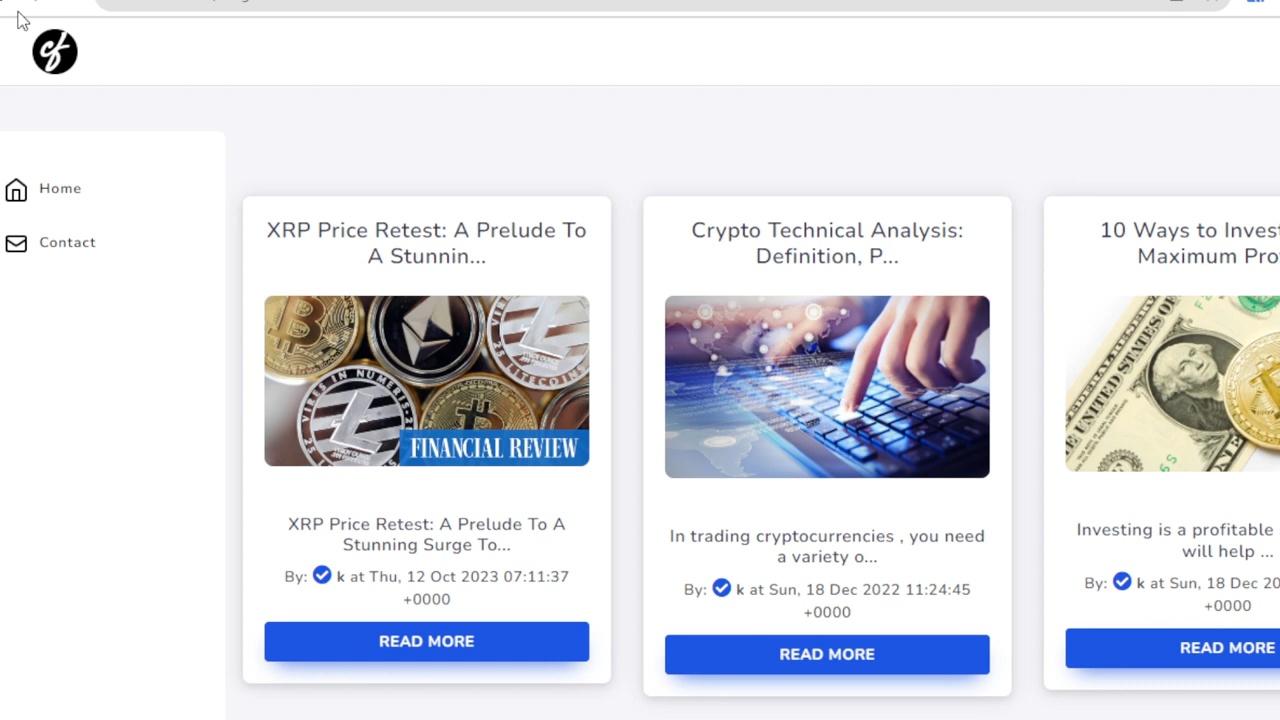 Home
Contact
XRP Price Retest: A Prelude To
A Stunnin...
FINANCIAL REVIEW
XRP Price Retest: A Prelude To A
Stunning Surge To...
By: k at Thu, 12 Oct 2023 07:11:37
+0000
READ MORE
Crypto Technical Analysis:
Definition, P...
In trading cryptocurrencies , you need
a variety o...
By: k at Sun, 18 Dec 2022 11:24:45
+0000
READ MORE
10 Ways to Invest
Maximum Pro
Investing is a profitable
will help ...
By: k at Sun, 18 Dec 20
+0000
READ MORE